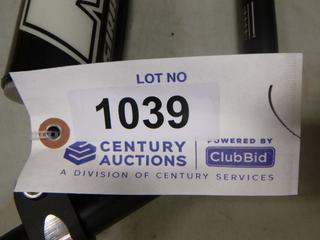 LOT NO
1039
CENTURY
AUCTIONS
POWERED BY
ClubBid
A DIVISION OF CENTURY SERVICES